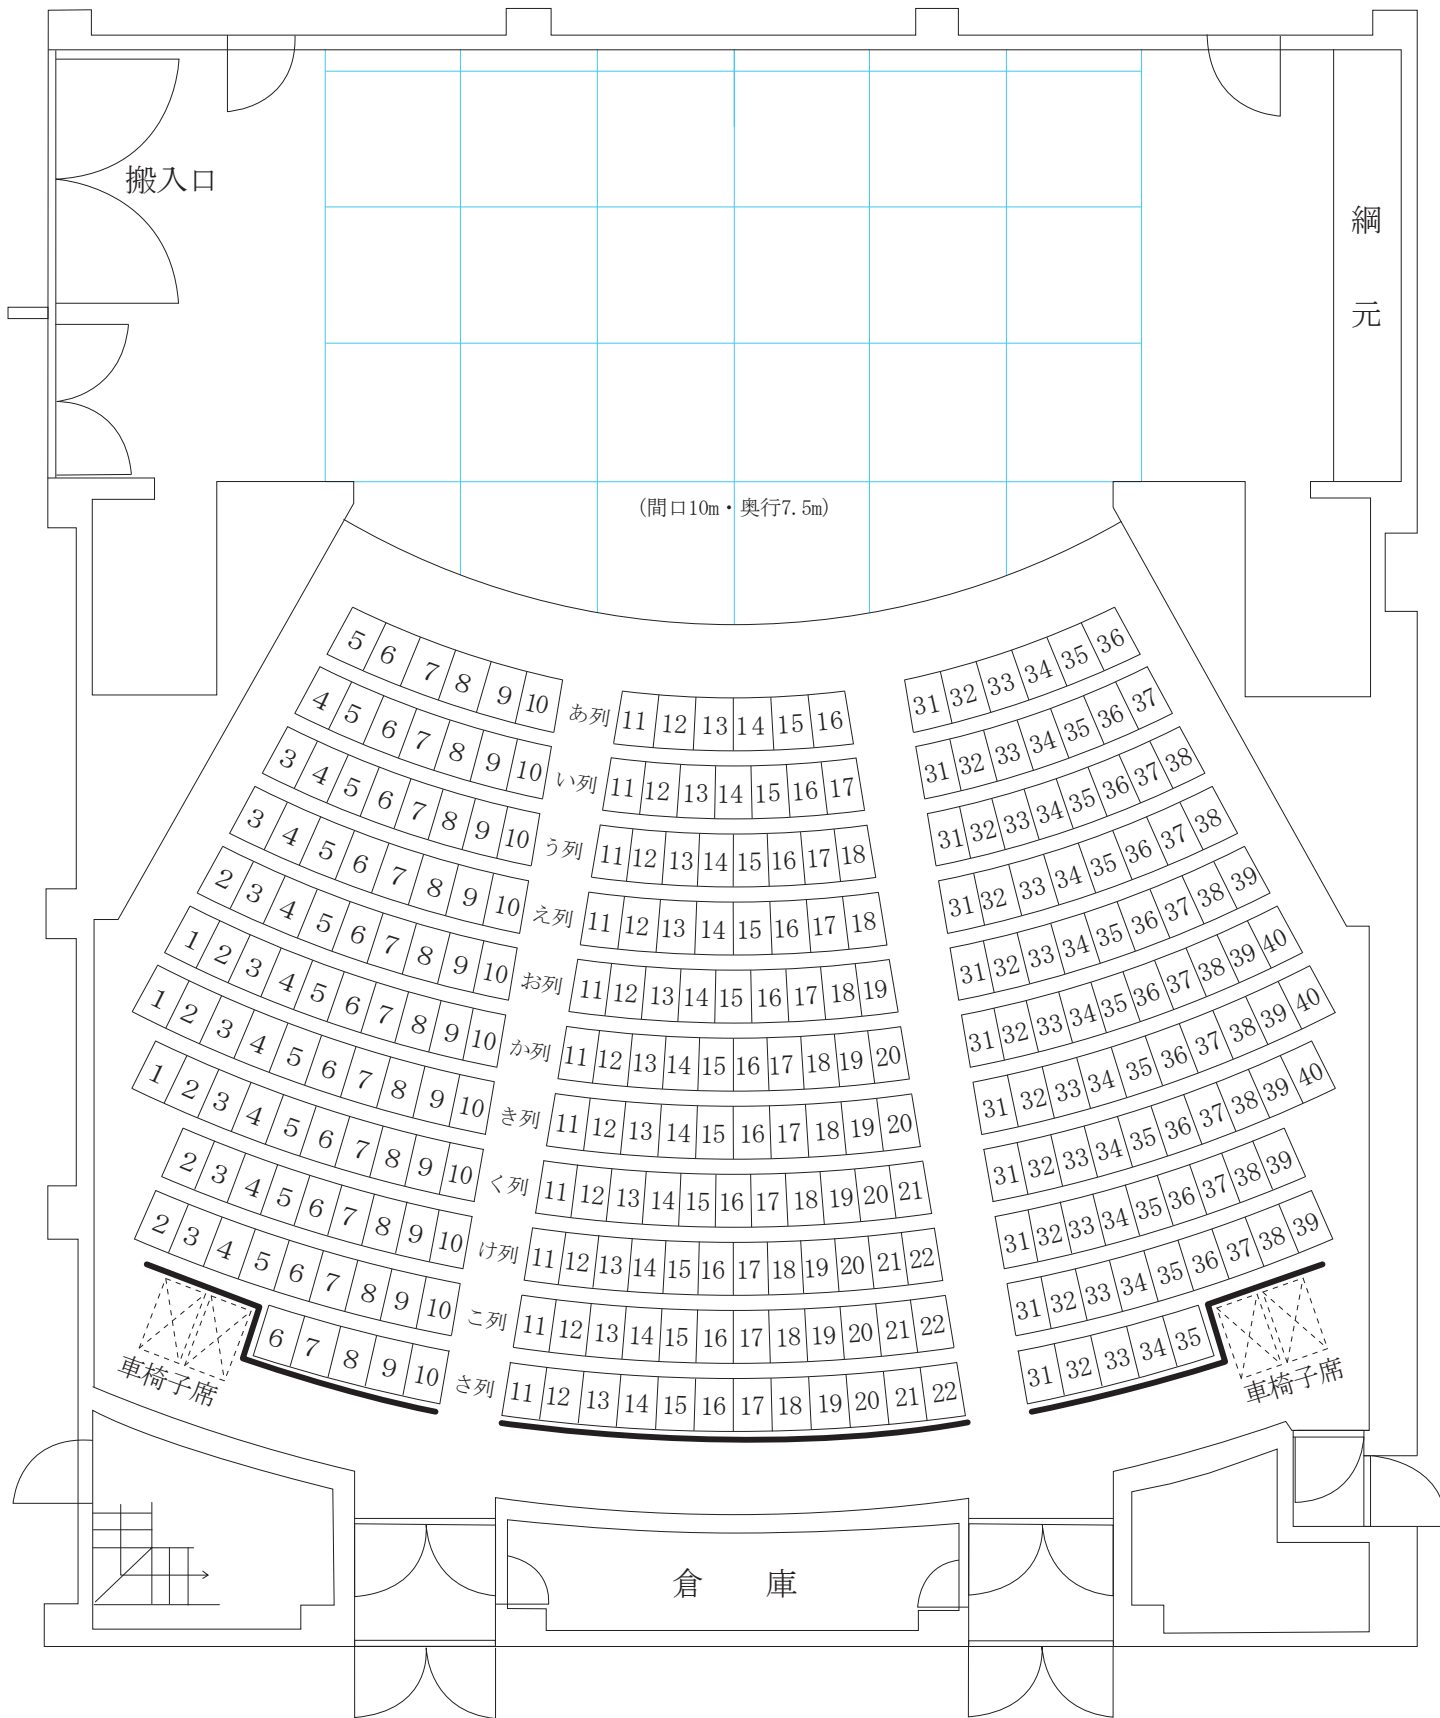 搬入口
綱元
(間口10m・奥行7.5m)
5 6 7 8 9 10 あ列 11 12 13 14 15 16 31 32 33 34 35 36
4 5 6 7 8 9 10 い列 11 12 13 14 15 16 17 31 32 33 34 35 36 37
3 4 5 6 7 8 9 10 う列 11 12 13 14 15 16 17 18 31 32 33 34 35 36 37 38
3 4 5 6 7 8 9 10 え列 11 12 13 14 15 16 17 18 31 32 33 34 35 36 37 38
2 3 4 5 6 7 8 9 10 お列 11 12 13 14 15 16 17 18 19 31 32 33 34 35 36 37 38 39
1 2 3 4 5 6 7 8 9 10 か列 11 12 13 14 15 16 17 18 19 20 31 32 33 34 35 36 37 38 39 40
1 2 3 4 5 6 7 8 9 10 き列 11 12 13 14 15 16 17 18 19 20 31 32 33 34 35 36 37 38 39 40
1 2 3 4 5 6 7 8 9 10 く列 11 12 13 14 15 16 17 18 19 20 21 31 32 33 34 35 36 37 38 39 40
2 3 4 5 6 7 8 9 10 け列 11 12 13 14 15 16 17 18 19 20 21 22 31 32 33 34 35 36 37 38 39
2 3 4 5 6 7 8 9 10 こ列 11 12 13 14 15 16 17 18 19 20 21 22 31 32 33 34 35 36 37 38 39
6 7 8 9 10 さ列 11 12 13 14 15 16 17 18 19 20 21 22 31 32 33 34 35
車椅子席
車椅子席
倉庫